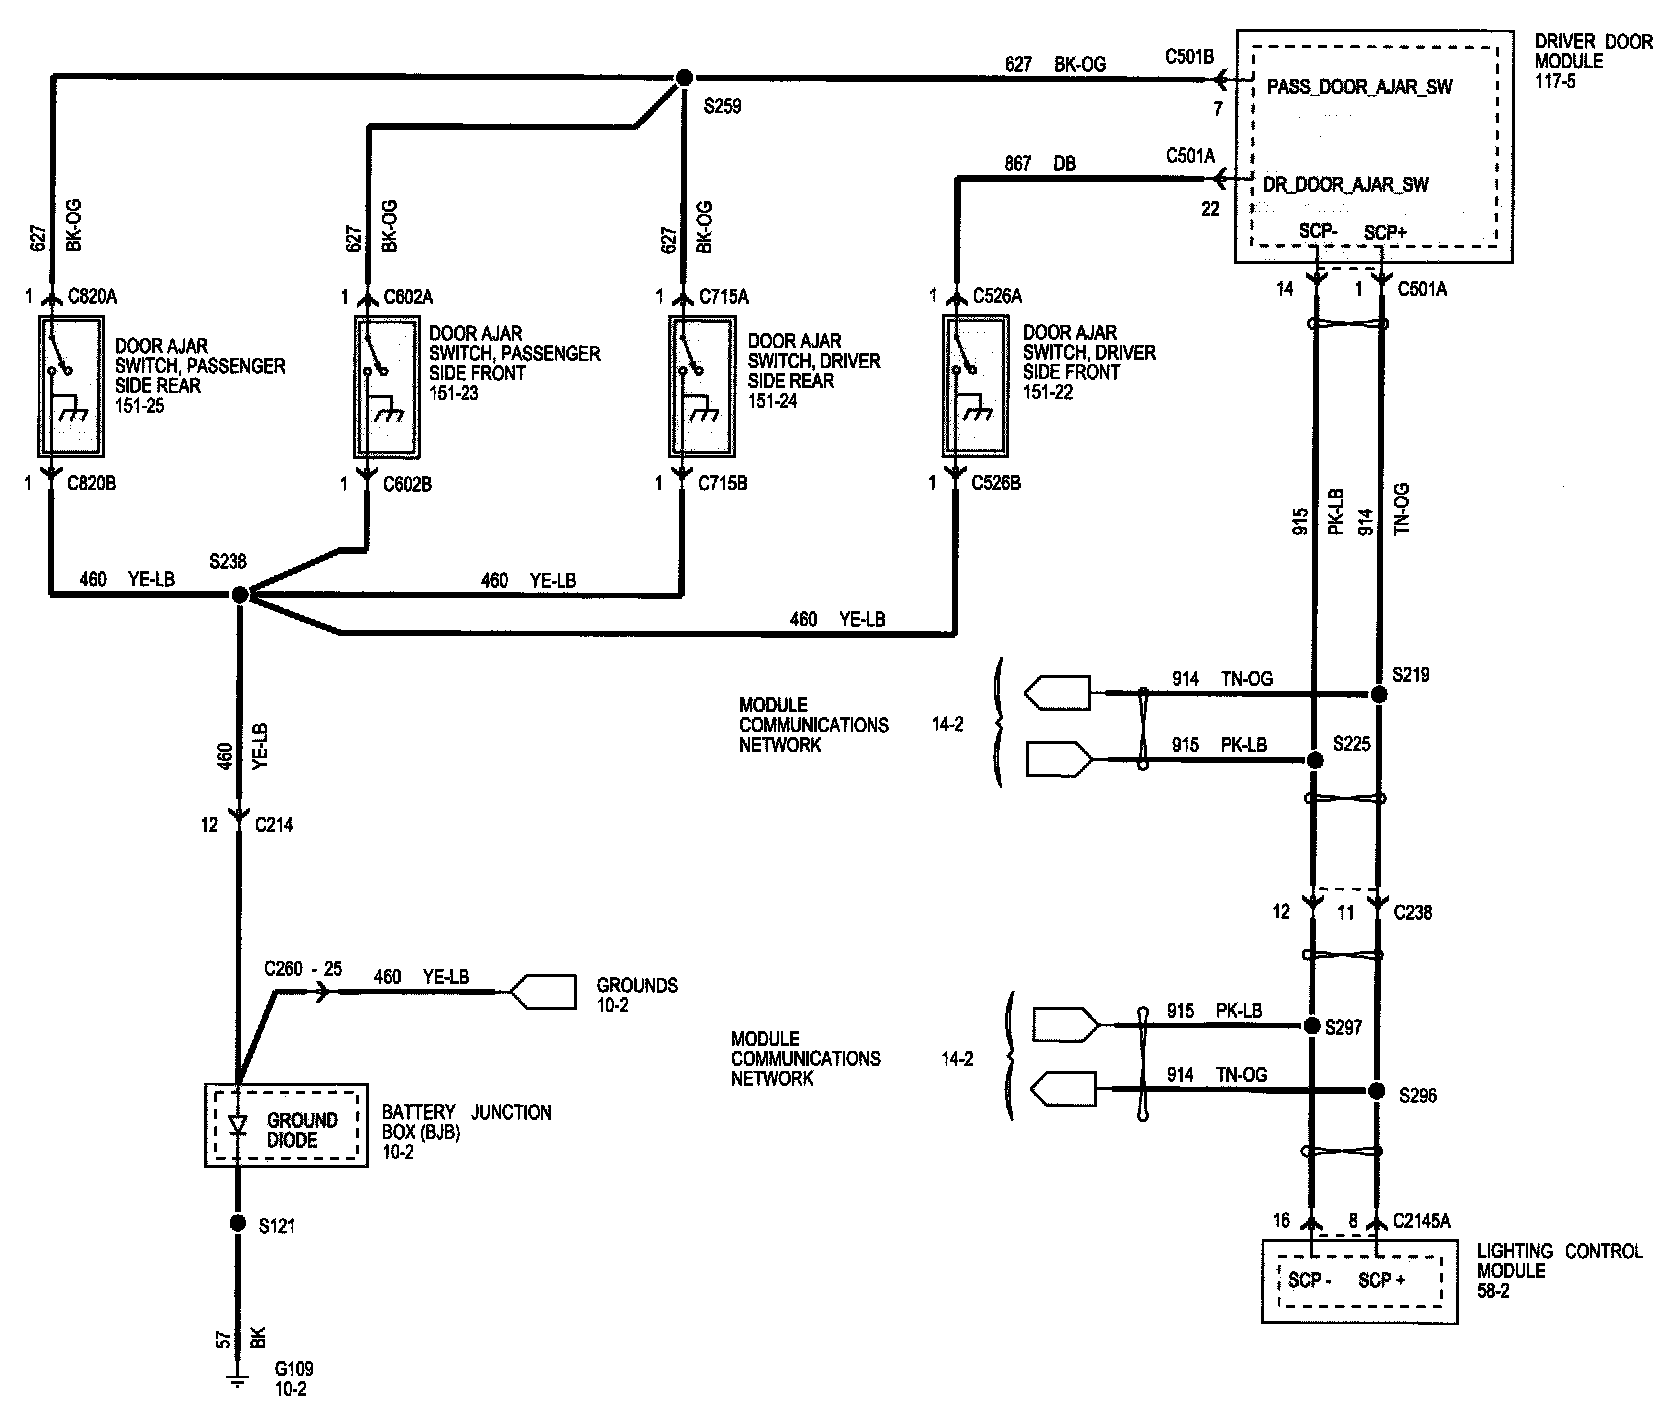 DRIVER DOOR
MODULE
117-5
627 BK-OG
C501B
7
PASS_DOOR_AJAR_SW
S259
867 DB
C501A
22
DR_DOOR_AJAR_SW
SCP- SCP+
14 1 C501A
627 BK-OG
627 BK-OG
627 BK-OG
1 C820A
1 C602A
1 C715A
1 C526A
DOOR AJAR
SWITCH, PASSENGER
SIDE REAR
151-25
DOOR AJAR
SWITCH, PASSENGER
SIDE FRONT
151-23
DOOR AJAR
SWITCH, DRIVER
SIDE REAR
151-24
DOOR AJAR
SWITCH, DRIVER
SIDE FRONT
151-22
1 C820B
1 C602B
1 C715B
1 C526B
915 PK-LB
914 TN-OG
S238
460 YE-LB
460 YE-LB
460 YE-LB
460 YE-LB
MODULE
COMMUNICATIONS
NETWORK
14-2
914 TN-OG
S219
915 PK-LB
S225
12 C214
12 11 C238
C260 - 25
460 YE-LB
GROUNDS
10-2
MODULE
COMMUNICATIONS
NETWORK
14-2
915 PK-LB
S297
914 TN-OG
S296
GROUND
DIODE
BATTERY JUNCTION
BOX (BJB)
10-2
S121
57 BK
G109
10-2
16 8 C2145A
SCP - SCP +
LIGHTING CONTROL
MODULE
58-2